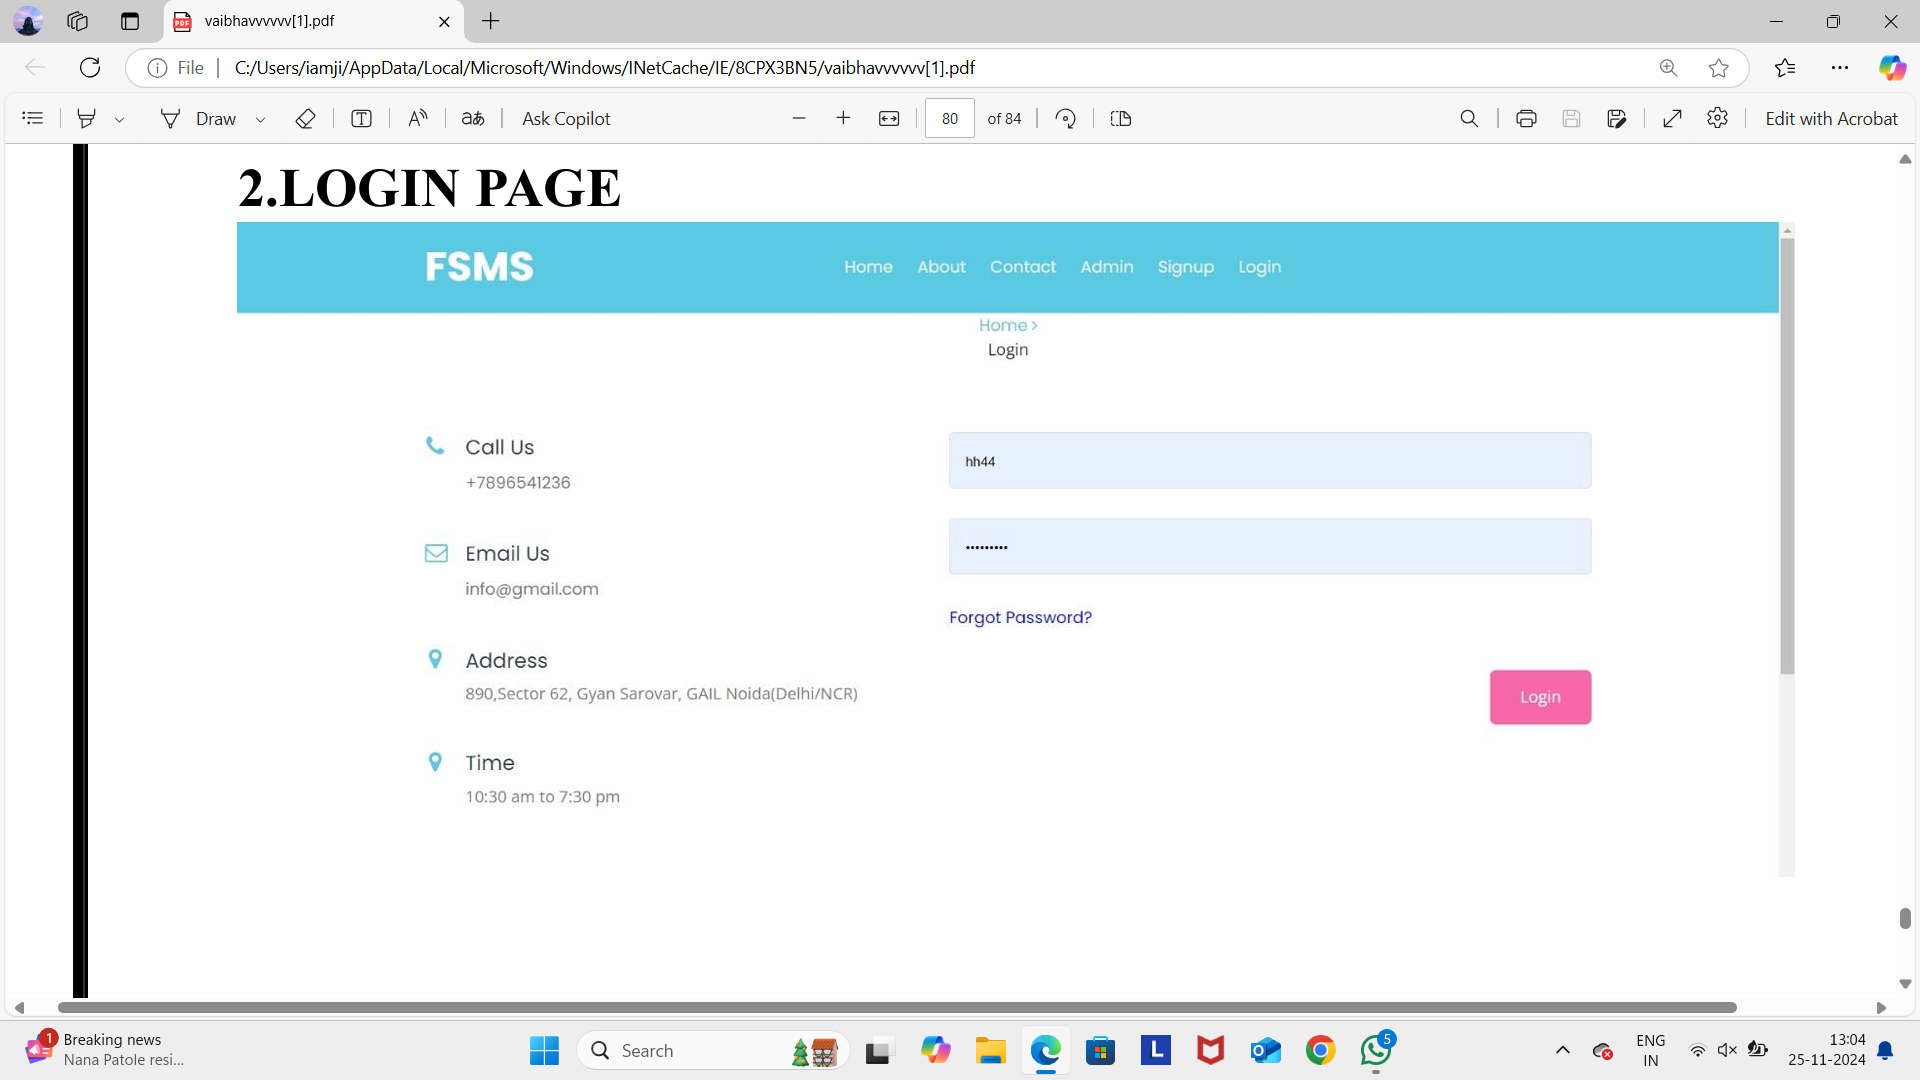 vaibhavvvvvv[1].pdf
File
C:/Users/iamji/AppData/Local/Microsoft/Windows/INetCache/IE/8CPX3BN5/vaibhavvvvvv[1].pdf
Draw
Ask Copilot
80 of 84
Edit with Acrobat
2.LOGIN PAGE
FSMS
Home About Contact Admin Signup Login
Home >
Login
Call Us
+7896541236
hh44
Email Us
info@gmail.com
Forgot Password?
Address
890,Sector 62, Gyan Sarovar, GAIL Noida(Delhi/NCR)
Login
Time
10:30 am to 7:30 pm
1
Breaking news
Nana Patole resi...
Search
5
ENG
IN
13:04
25-11-2024